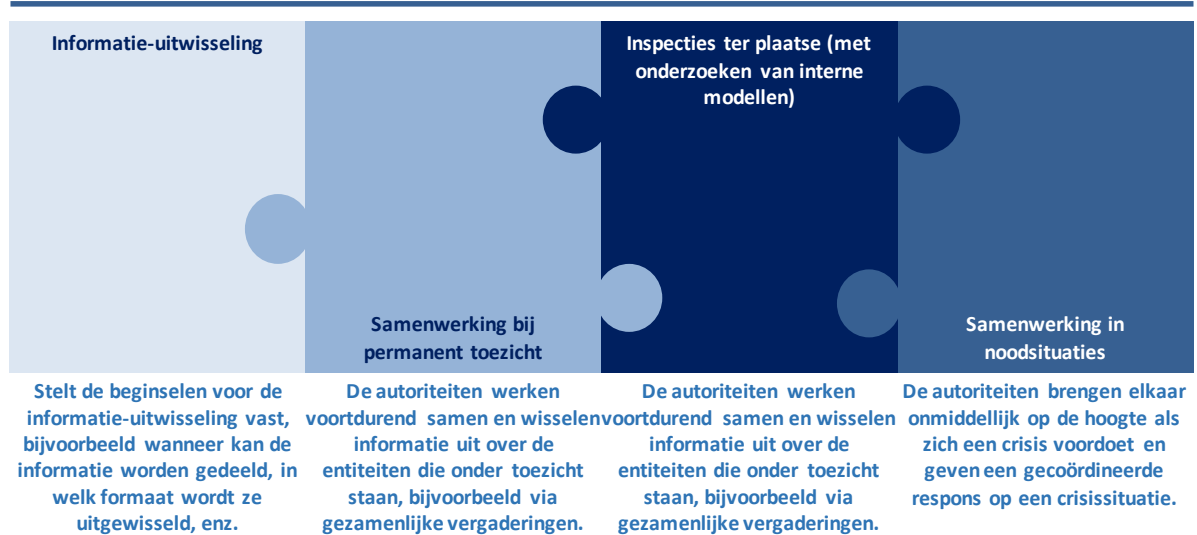 Informatie-uitwisseling
Inspecties ter plaatse (met
onderzoeken van interne
modellen)
Samenwerking bij
permanent toezicht
Samenwerking in
noodsituaties
Stelt de beginselen voor de
informatie-uitwisseling vast,
bijvoorbeeld wanneer kan de
informatie worden gedeeld, in
welk formaat wordt ze
uitgewisseld, enz.
De autoriteiten werken
voortdurend samen en wisselen
informatie uit over de
entiteiten die onder toezicht
staan, bijvoorbeeld via
gezamenlijke vergaderingen.
De autoriteiten werken
voortdurend samen en wisselen
informatie uit over de
entiteiten die onder toezicht
staan, bijvoorbeeld via
gezamenlijke vergaderingen.
De autoriteiten brengen elkaar
onmiddellijk op de hoogte als
zich een crisis voordoet en
geven een gecoördineerde
respons op een crisissituatie.